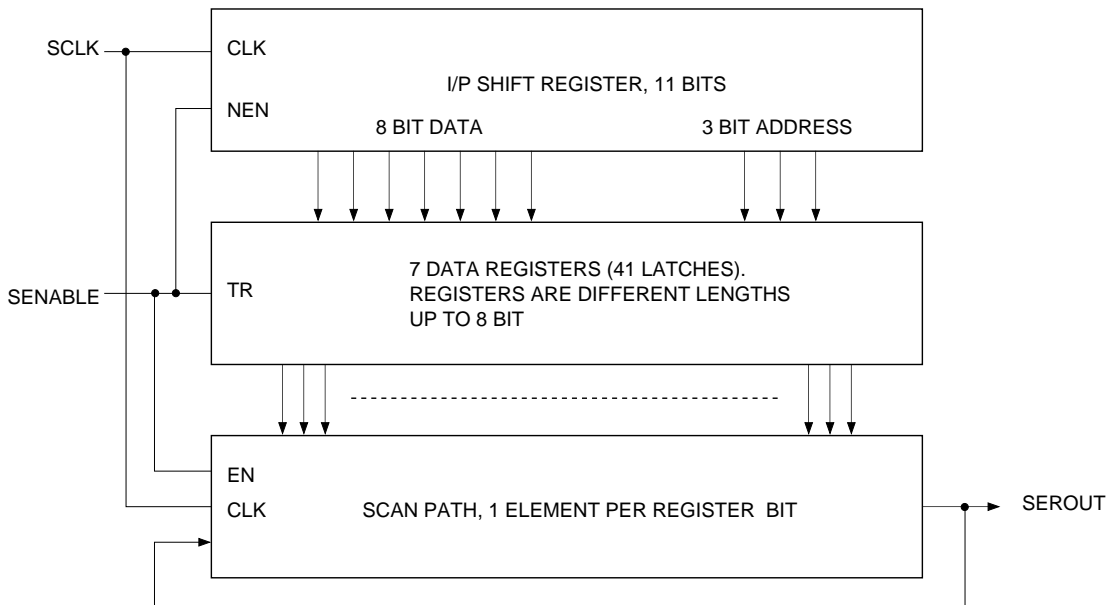 SCLK
CLK
I/P SHIFT REGISTER, 11 BITS
NEN
8 BIT DATA
3 BIT ADDRESS
SENABLE
TR
7 DATA REGISTERS (41 LATCHES).
REGISTERS ARE DIFFERENT LENGTHS
UP TO 8 BIT
EN
CLK
SCAN PATH, 1 ELEMENT PER REGISTER BIT
SEROUT